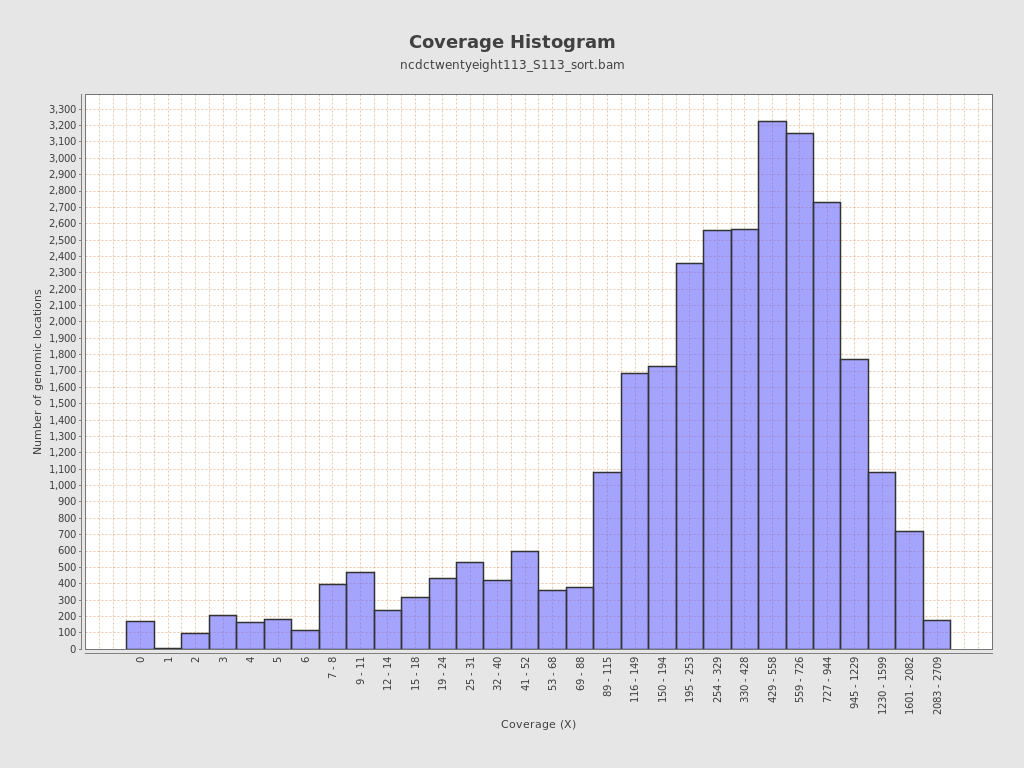 Coverage Histogram
ncdctwentyeight113_S113_sort.bam
3,300
3,200
3,100
3,000
2,900
2,800
2,700
2,600
2,500
2,400
2,300
2,200
2,100
2,000
1,900
1,800
1,700
1,600
1,500
1,400
1,300
1,200
1,100
1,000
900
800
700
600
500
400
300
200
100
0
Number of genomic locations
0
1
2
3
4
5
6
7 - 8
9 - 11
12 - 14
15 - 18
19 - 24
25 - 31
32 - 40
41 - 52
53 - 68
69 - 88
89 - 115
116 - 149
150 - 194
195 - 253
254 - 329
330 - 428
429 - 558
559 - 726
727 - 944
945 - 1229
1230 - 1599
1601 - 2082
2083 - 2709
Coverage (X)